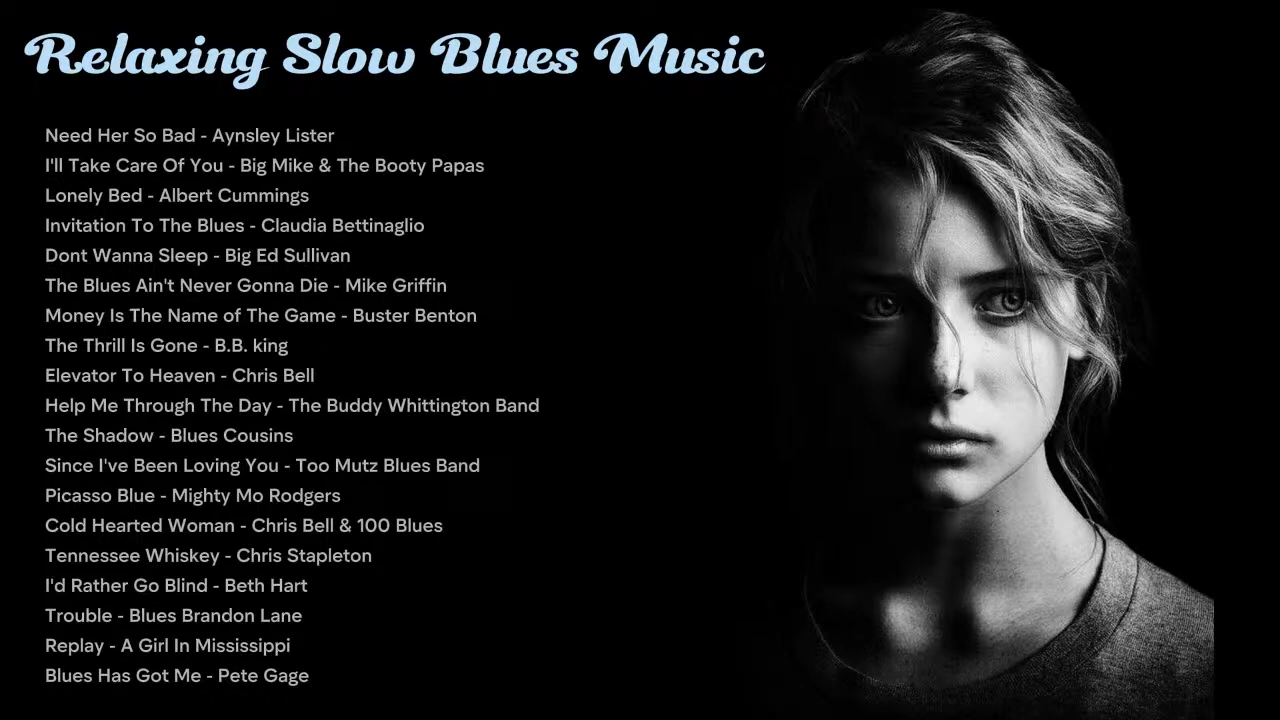 Relaxing Slow Blues Music
Need Her So Bad - Aynsley Lister
I'll Take Care Of You - Big Mike & The Booty Papas
Lonely Bed - Albert Cummings
Invitation To The Blues - Claudia Bettinaglio
Dont Wanna Sleep - Big Ed Sullivan
The Blues Ain't Never Gonna Die - Mike Griffin
Money Is The Name of The Game - Buster Benton
The Thrill Is Gone - B.B. king
Elevator To Heaven - Chris Bell
Help Me Through The Day - The Buddy Whittington Band
The Shadow - Blues Cousins
Since I've Been Loving You - Too Mutz Blues Band
Picasso Blue - Mighty Mo Rodgers
Cold Hearted Woman - Chris Bell & 100 Blues
Tennessee Whiskey - Chris Stapleton
I'd Rather Go Blind - Beth Hart
Trouble - Blues Brandon Lane
Replay - A Girl In Mississippi
Blues Has Got Me - Pete Gage